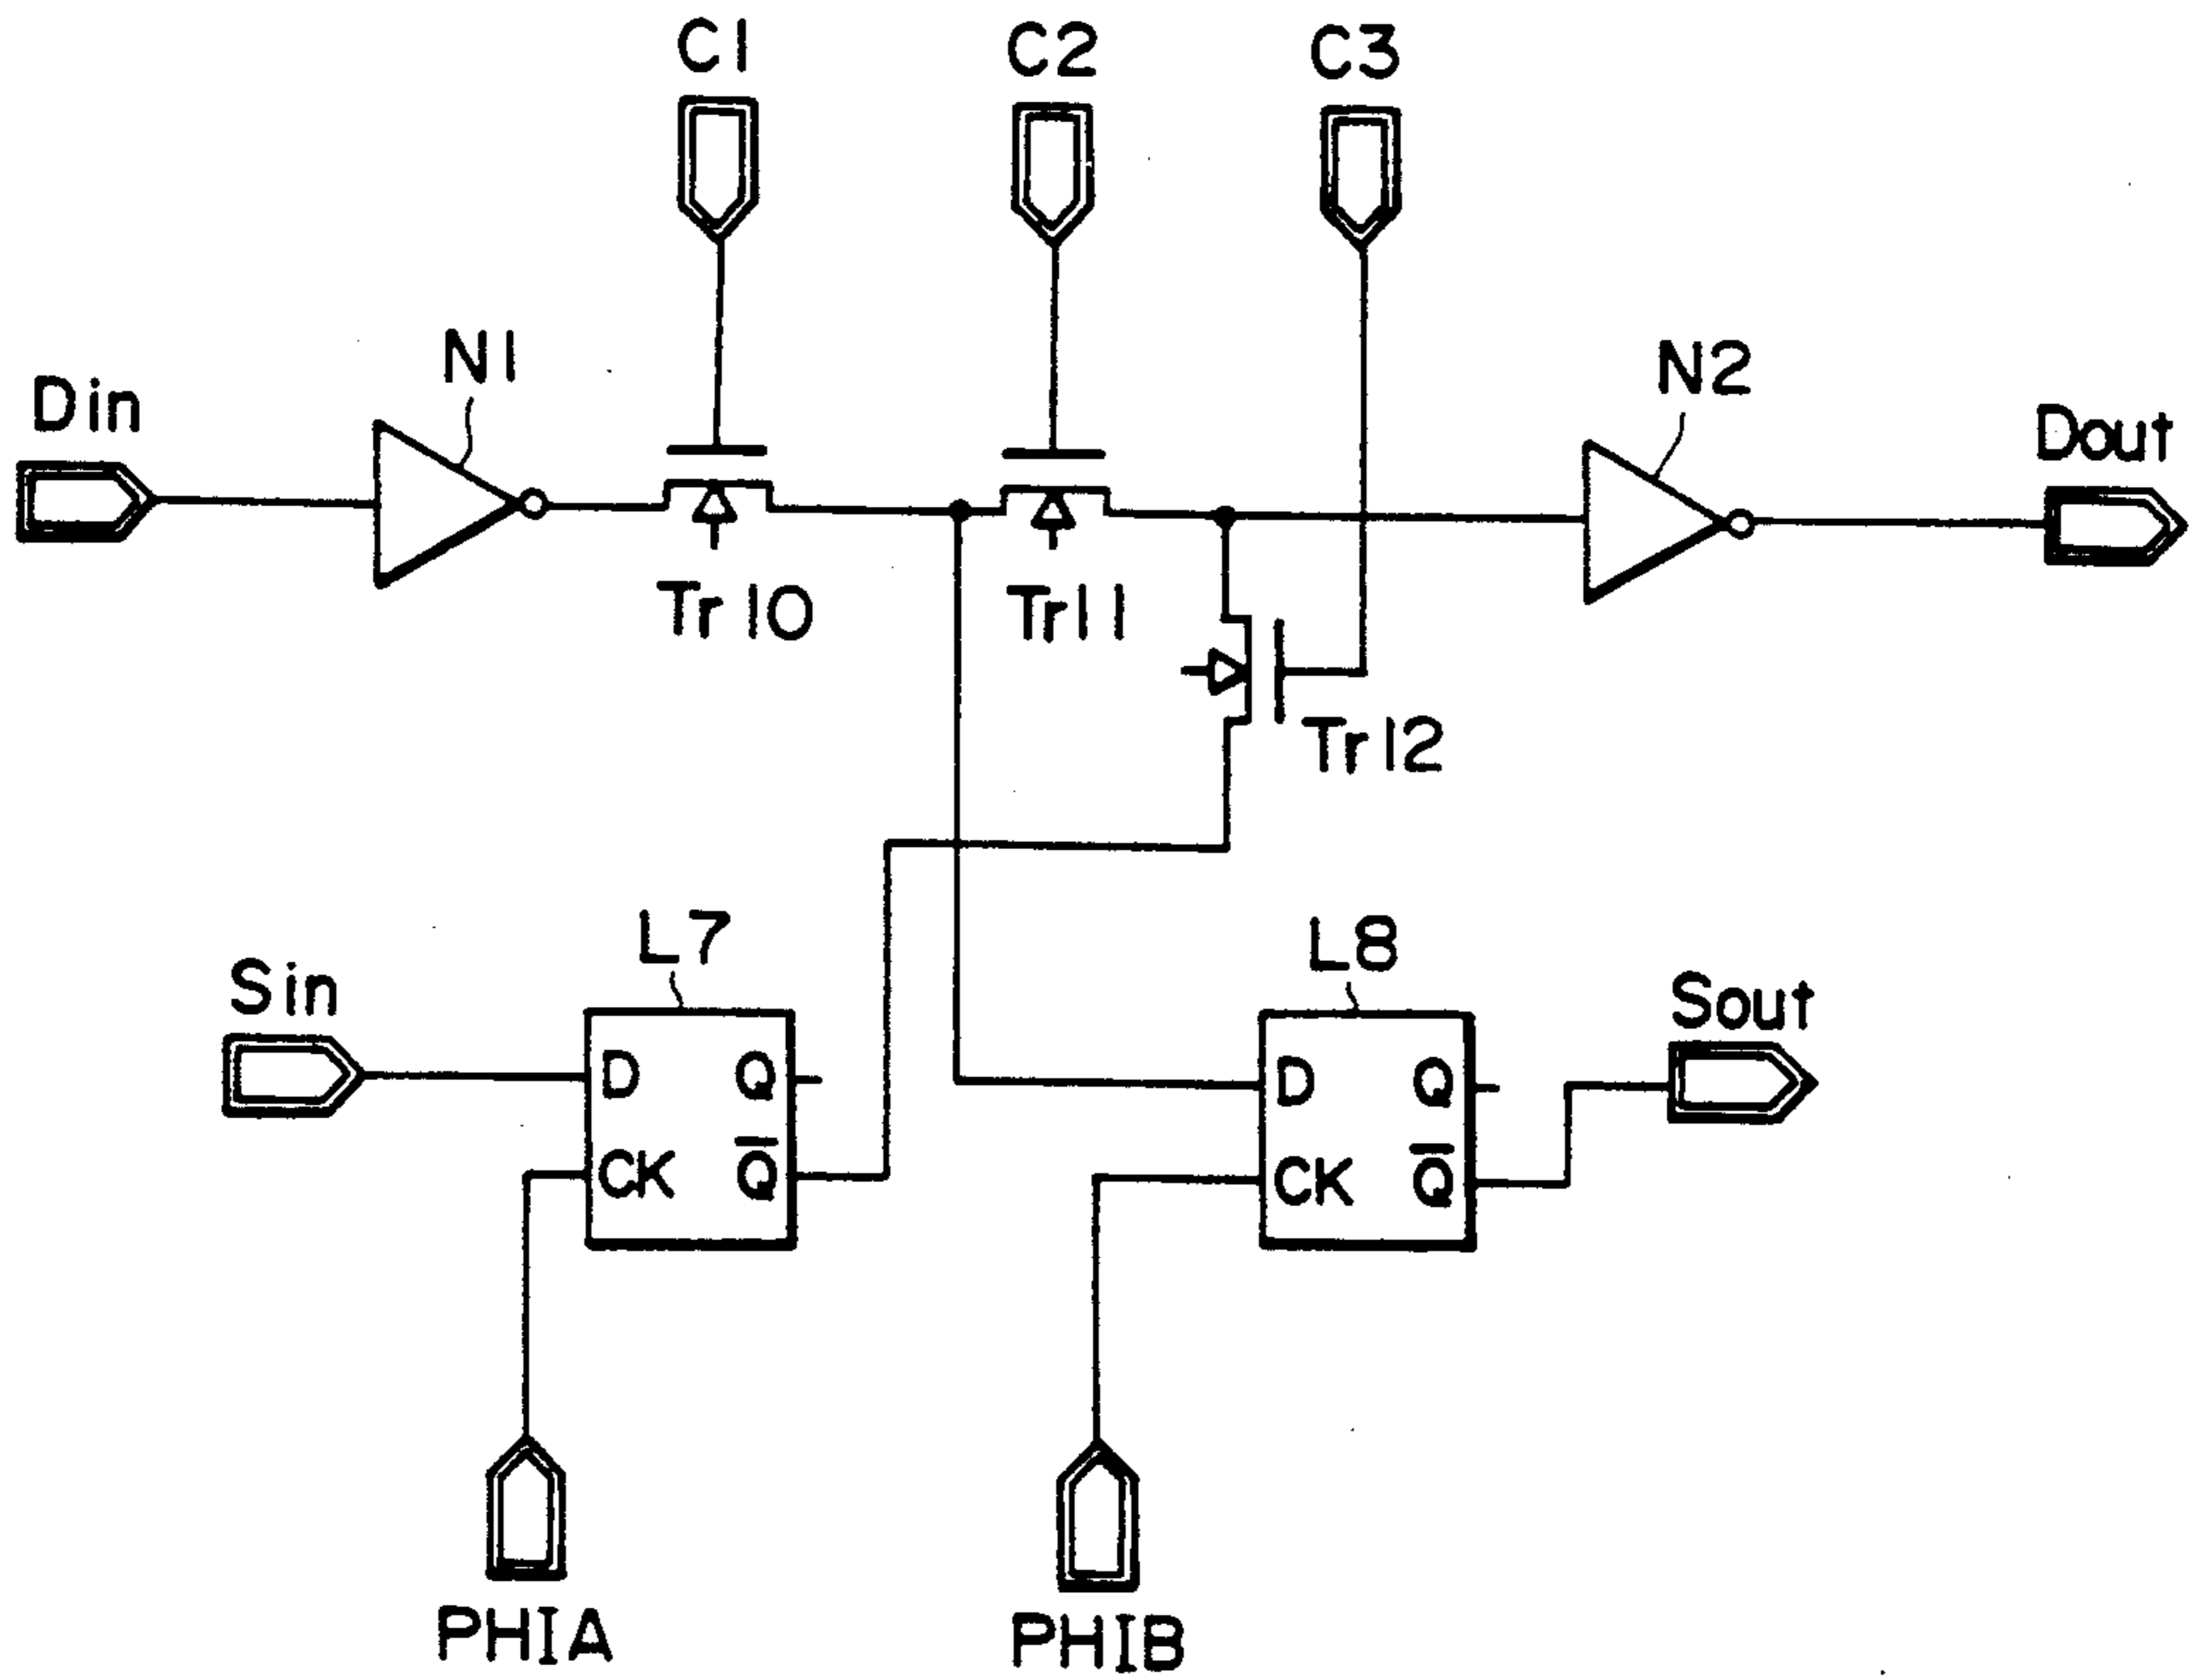 C1
C2
C3
N1
N2
Din
Dout
Tr10
Tr11
Tr12
L7
L8
Sin
Sout
D
Q
D
Q
CK
Q̅
CK
Q̅
PHIA
PHIB